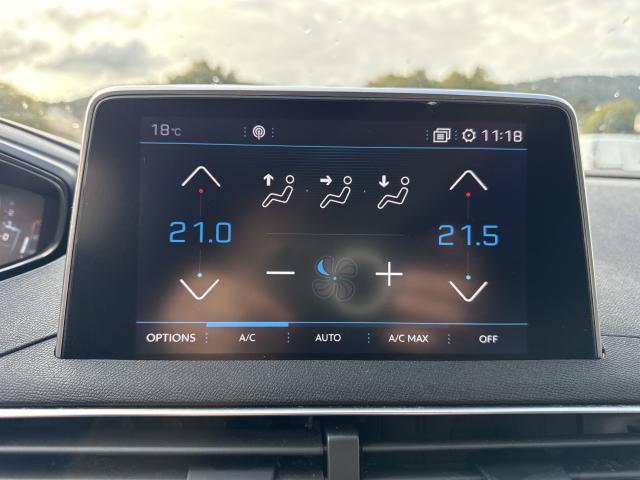 18°C 11:18
21.0 21.5
OPTIONS A/C AUTO A/C MAX OFF